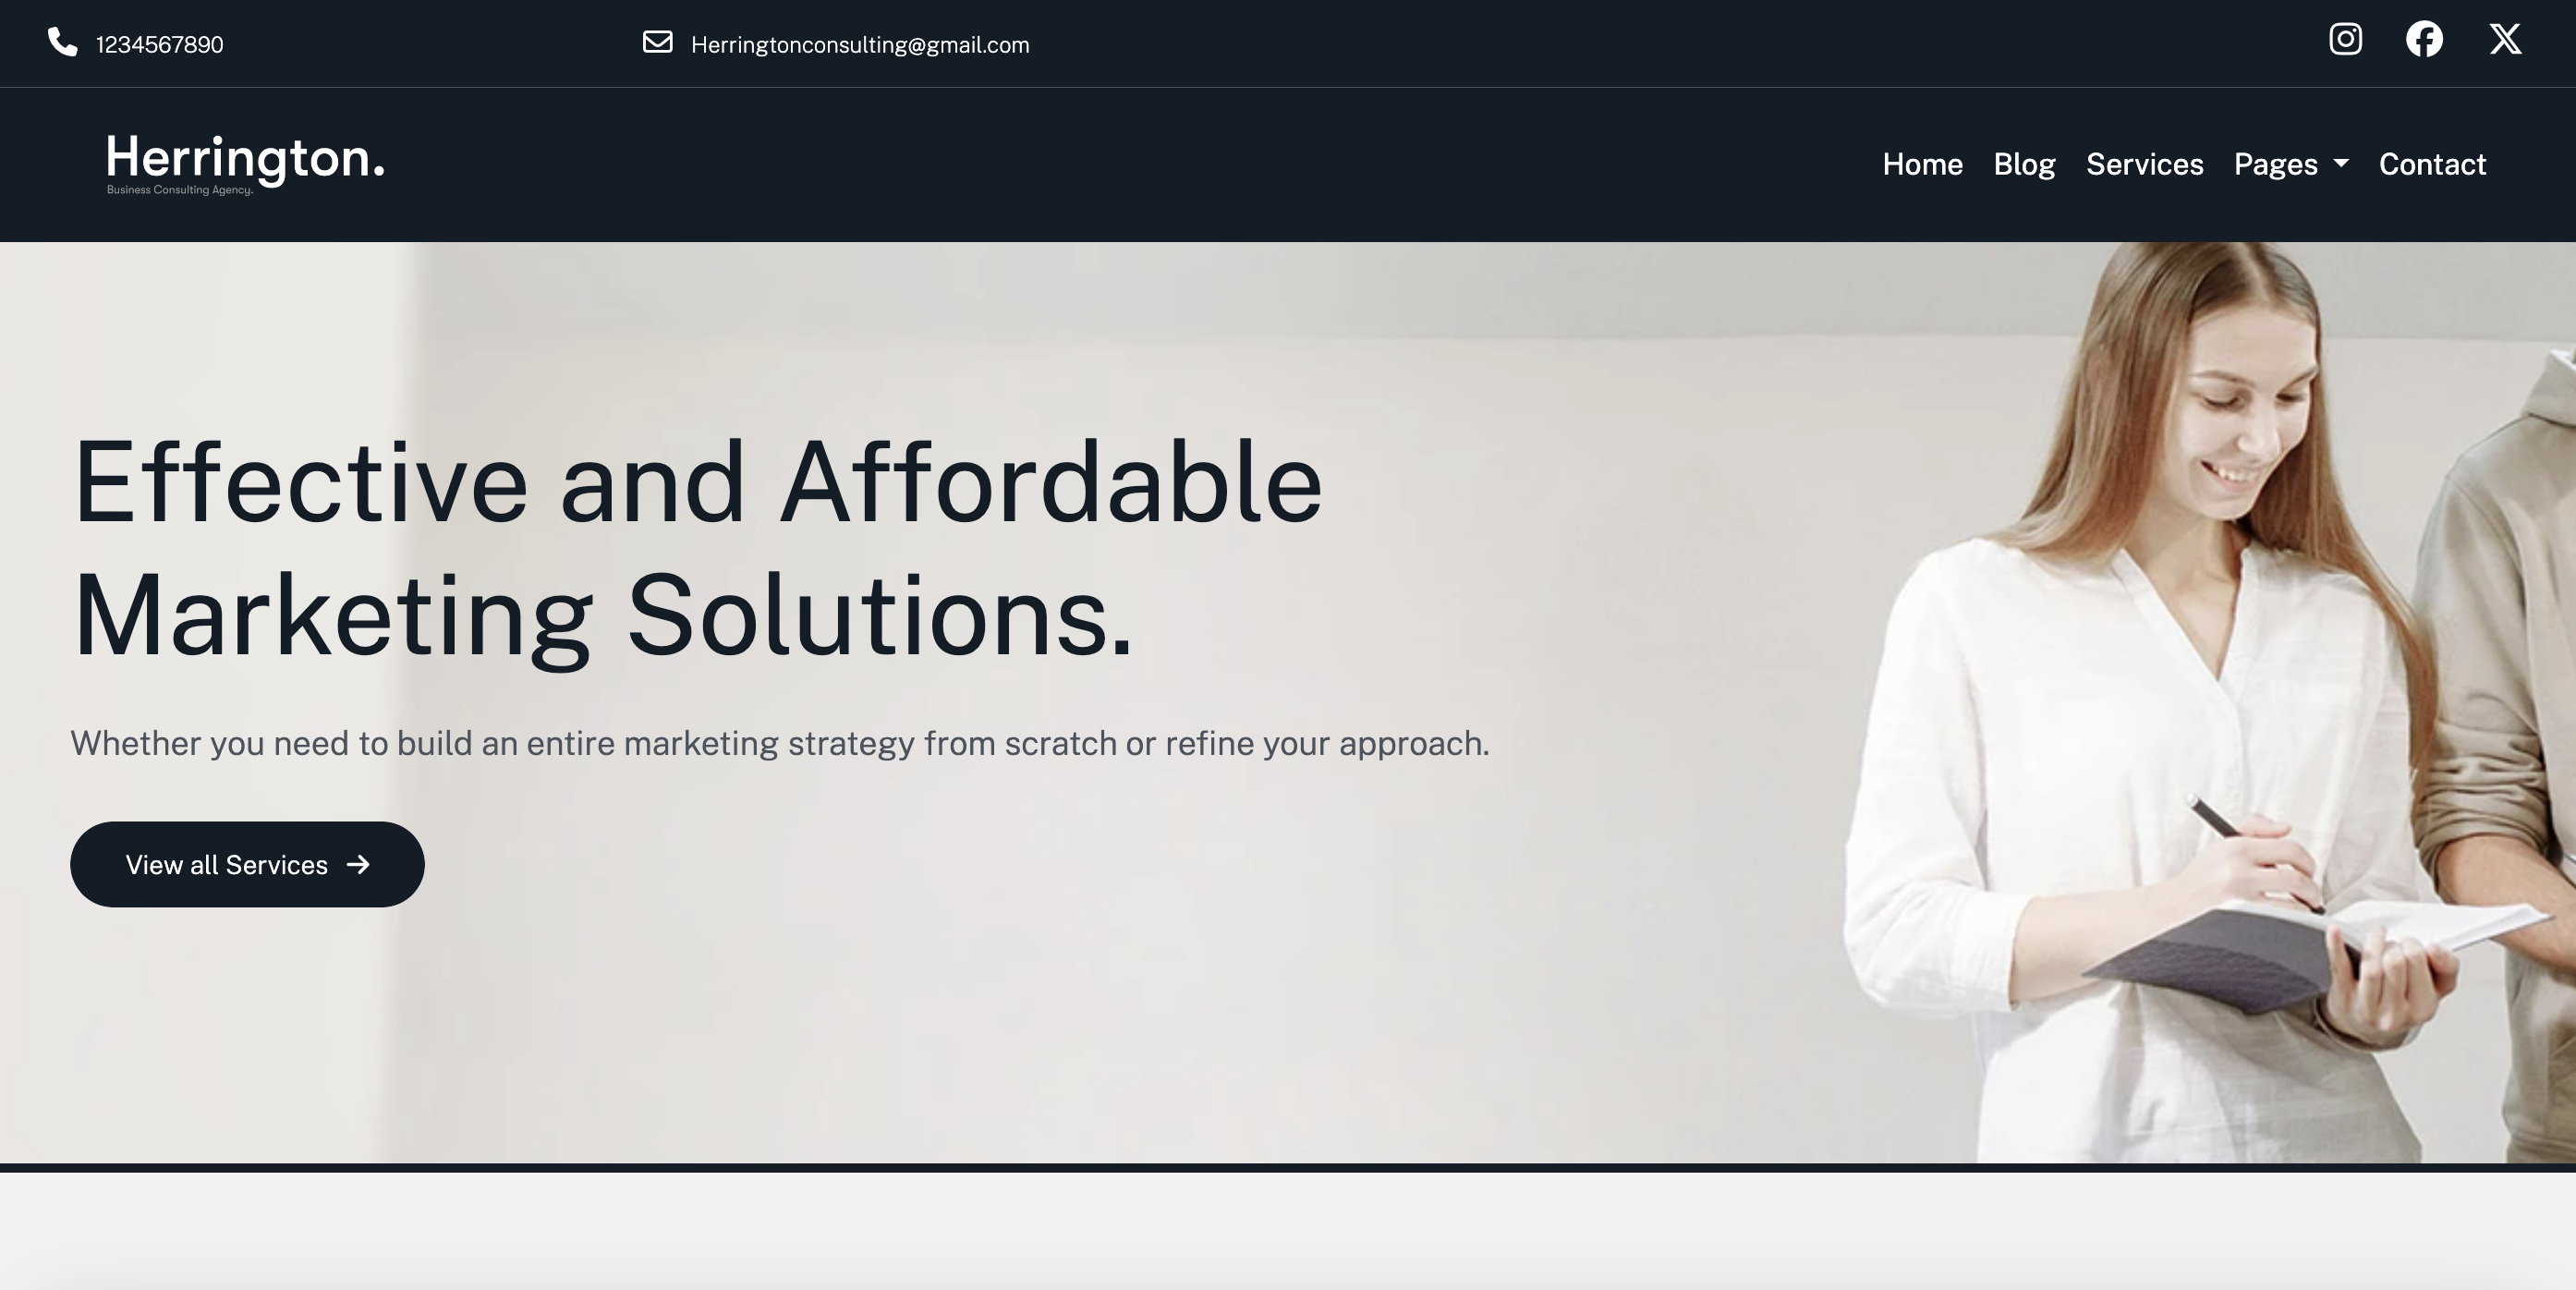 1234567890
Herringtonconsulting@gmail.com
Herrington.
Business Consulting Agency.
Home Blog Services Pages Contact
Effective and Affordable
Marketing Solutions.
Whether you need to build an entire marketing strategy from scratch or refine your approach.
View all Services